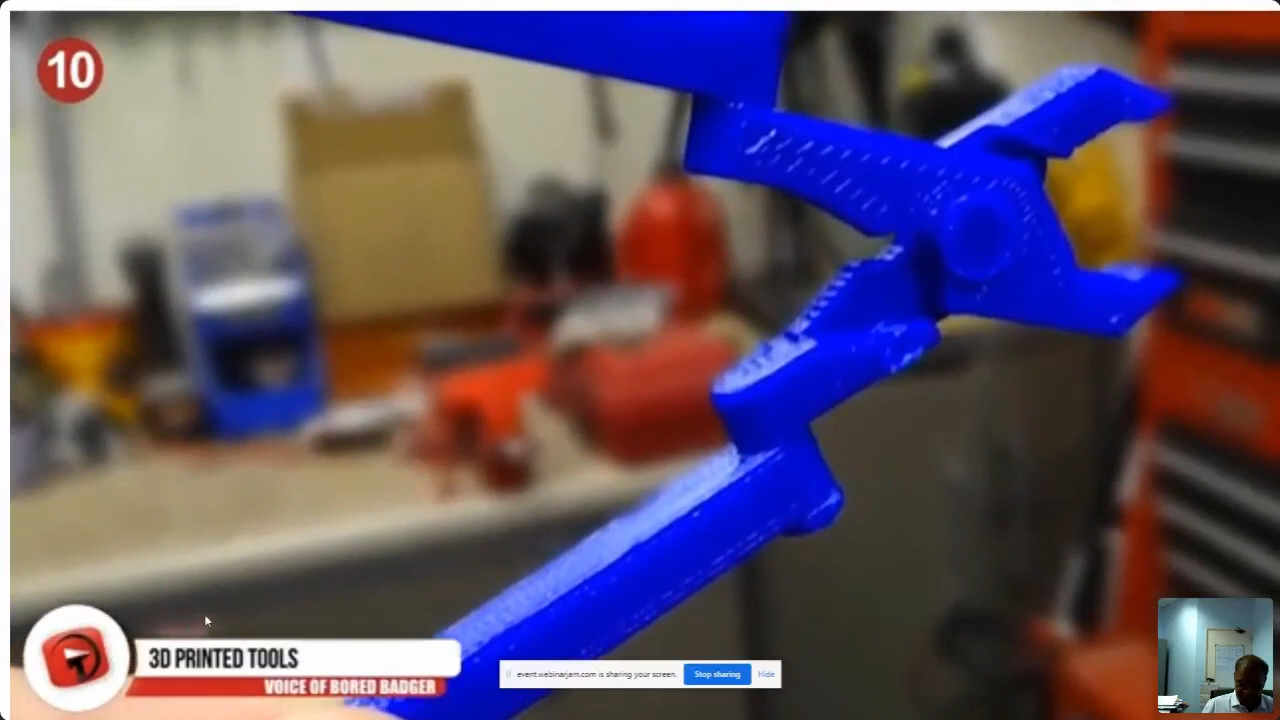 10
3D PRINTED TOOLS
VOICE OF BORED BADGER
event.webinarjam.com is sharing your screen. Stop sharing Hide